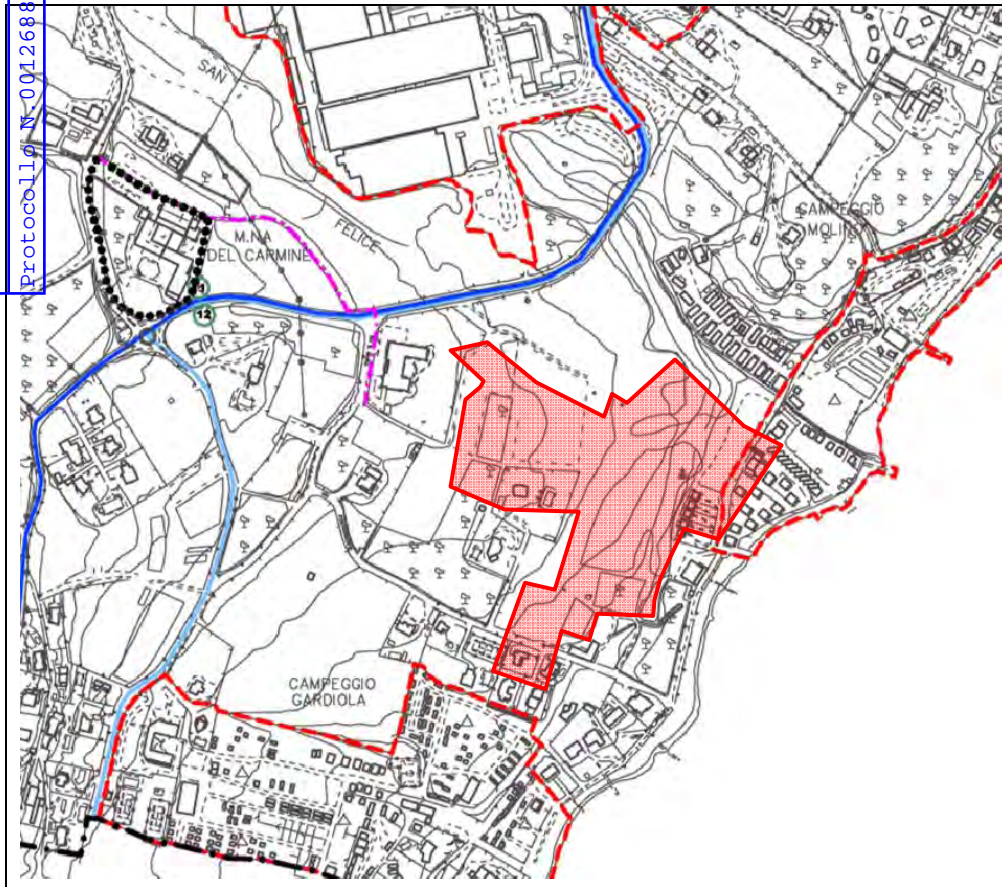 Protocollo N.0012688
SAN
FELICE
M.NA
DEL CARMINE
12
CAMPEGGIO
MOLINO
CAMPEGGIO
GARDIOLA